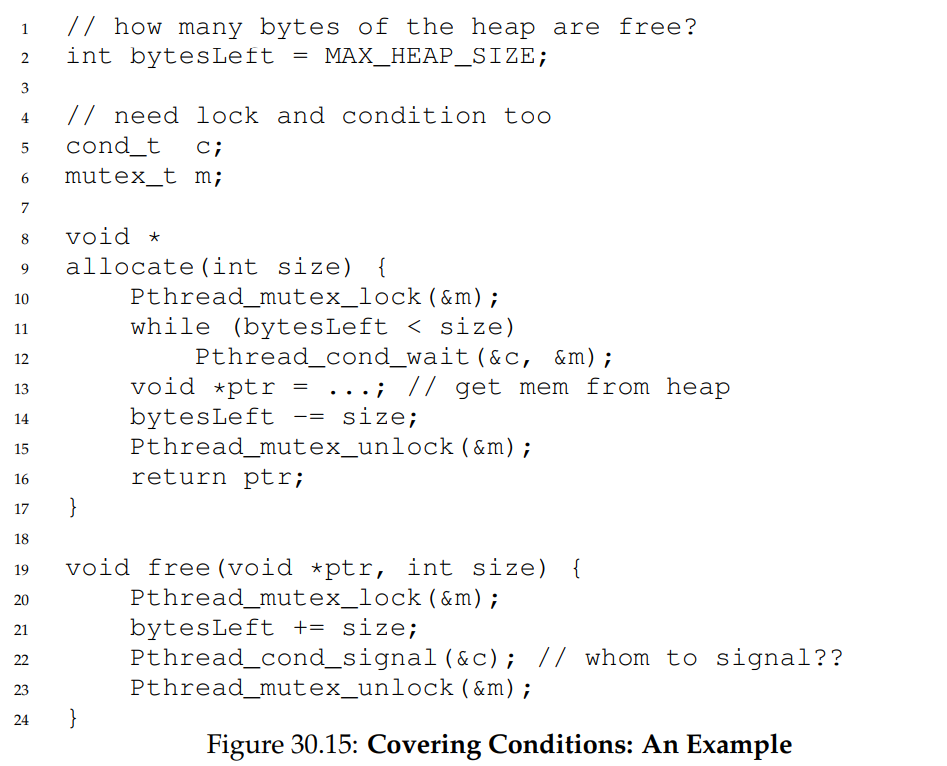 1 // how many bytes of the heap are free?
2 int bytesLeft = MAX_HEAP_SIZE;
3
4 // need lock and condition too
5 cond_t  c;
6 mutex_t m;
7
8 void *
9 allocate(int size) {
10     Pthread_mutex_lock(&m);
11     while (bytesLeft < size)
12         Pthread_cond_wait(&c, &m);
13     void *ptr = ...; // get mem from heap
14     bytesLeft -= size;
15     Pthread_mutex_unlock(&m);
16     return ptr;
17 }
18
19 void free(void *ptr, int size) {
20     Pthread_mutex_lock(&m);
21     bytesLeft += size;
22     Pthread_cond_signal(&c); // whom to signal??
23     Pthread_mutex_unlock(&m);
24 }
Figure 30.15: Covering Conditions: An Example